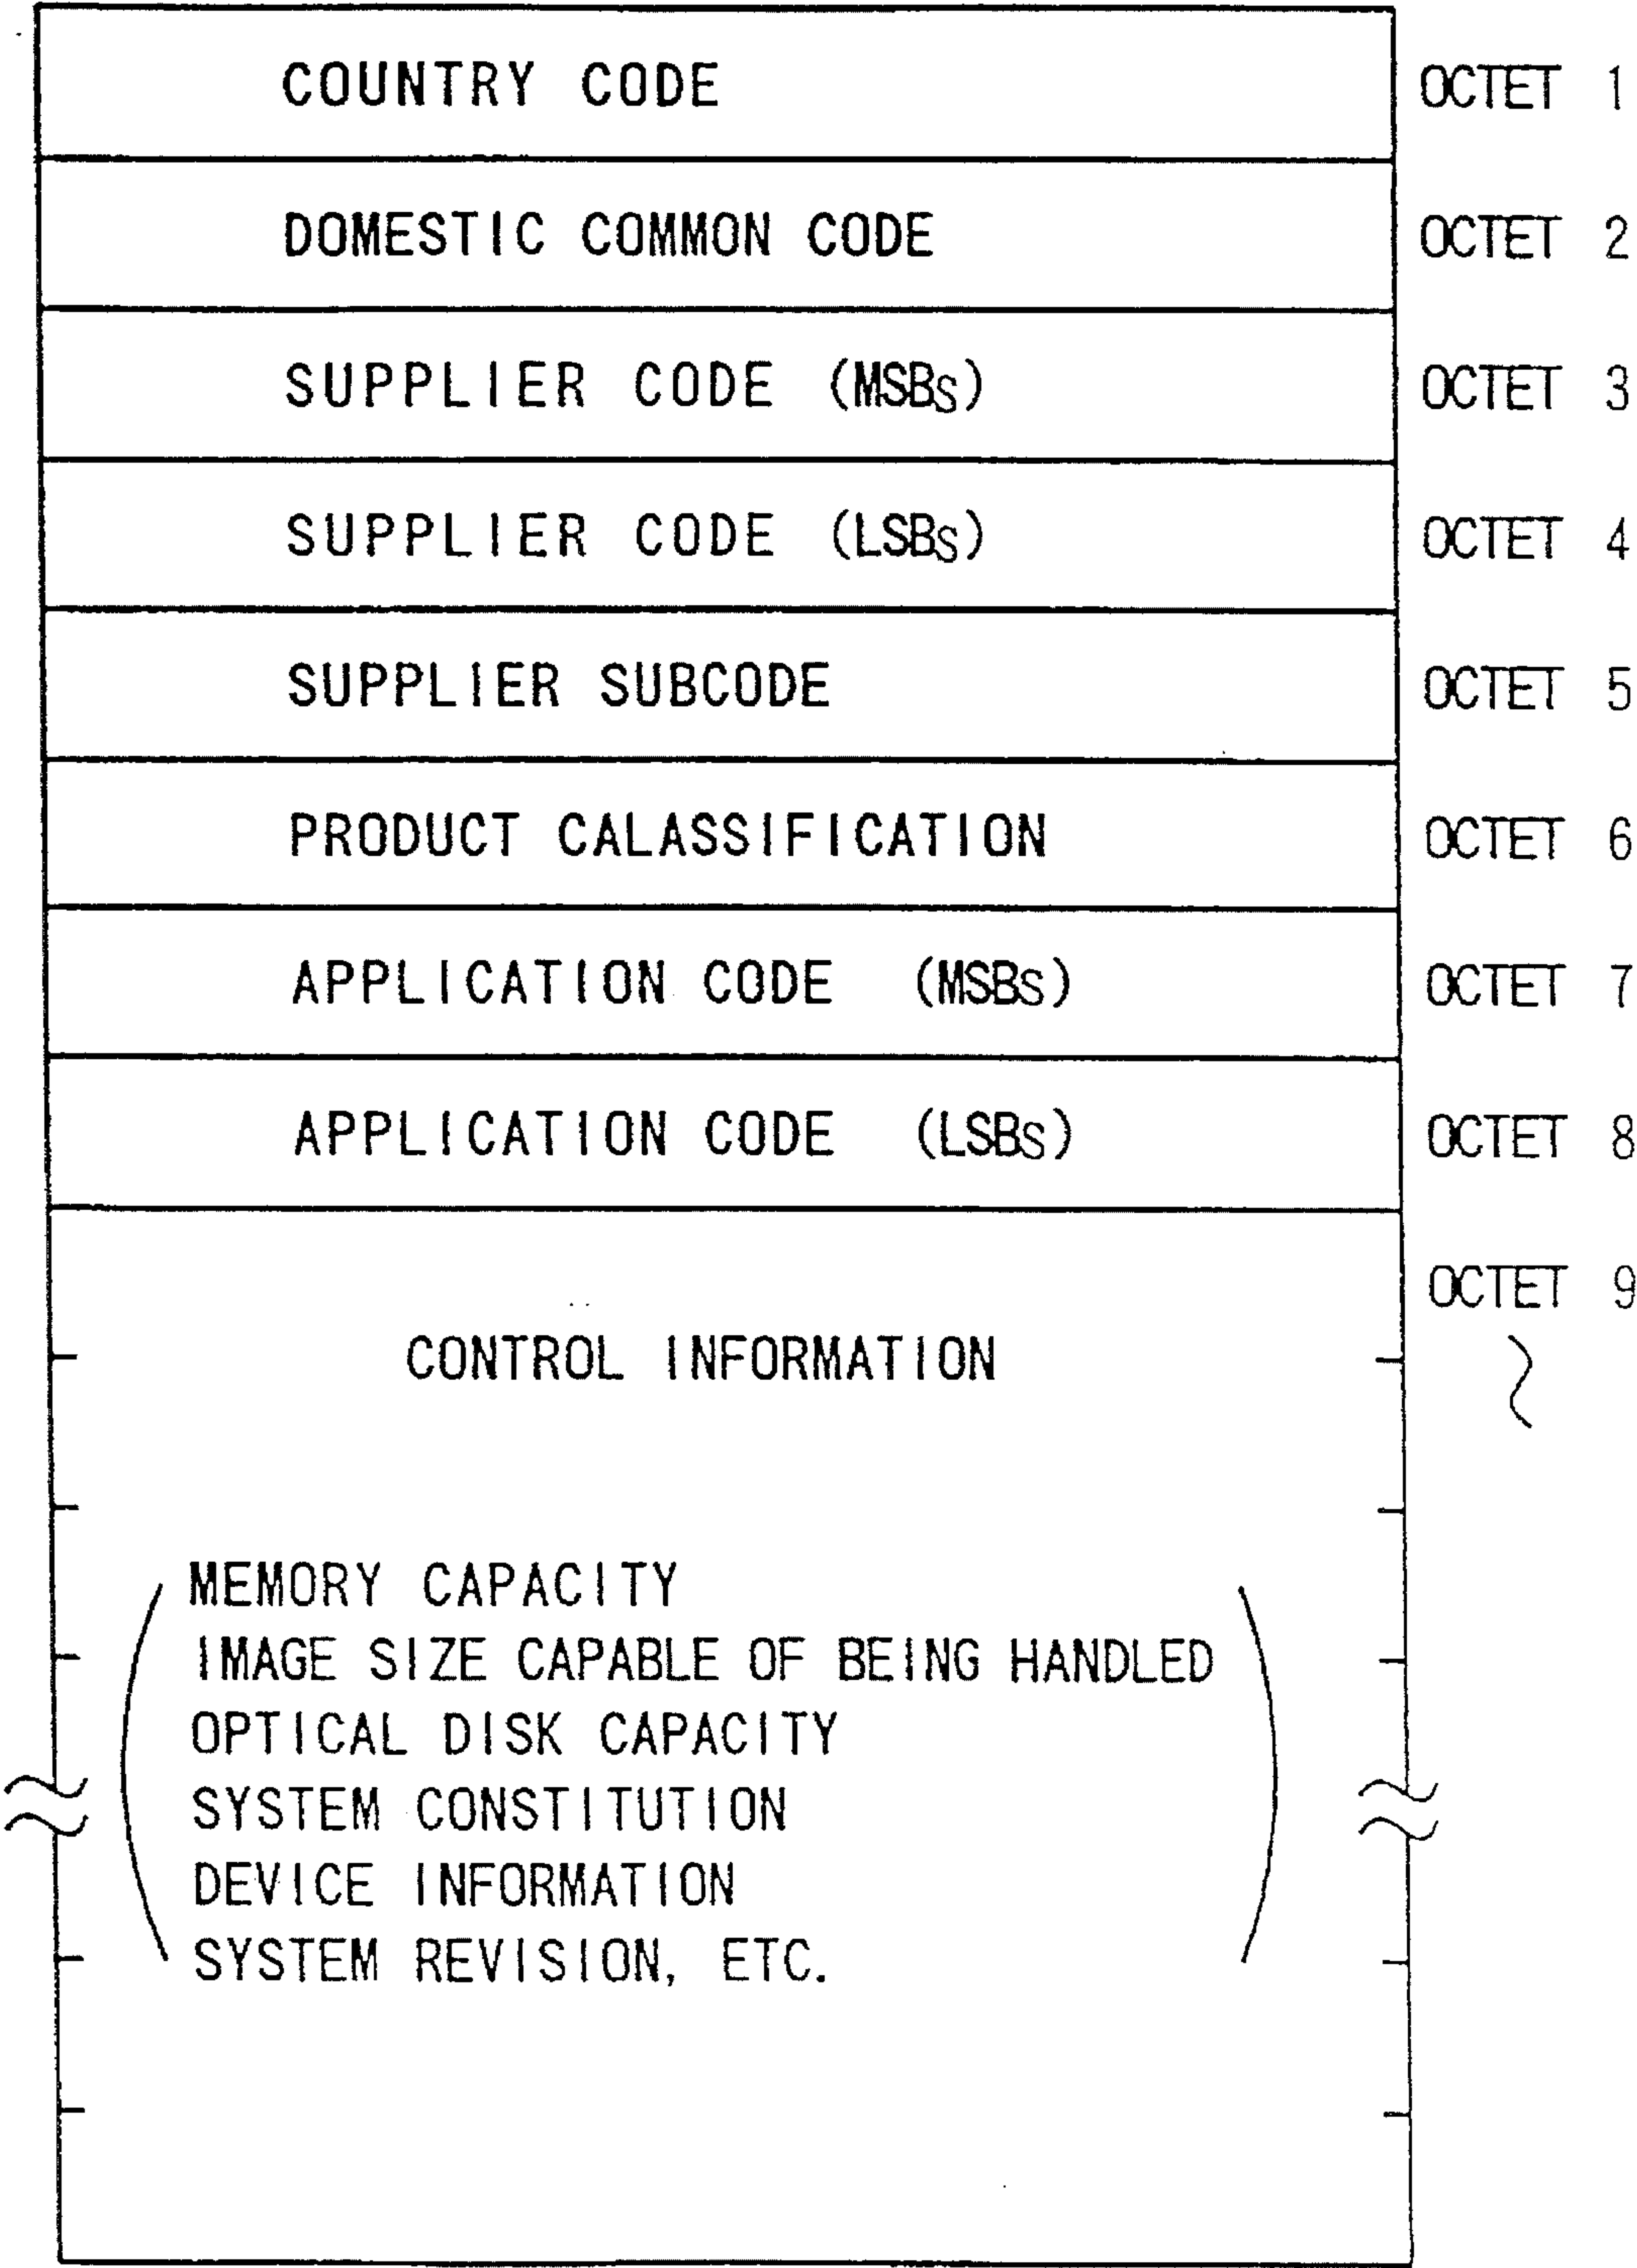 COUNTRY CODE OCTET 1
DOMESTIC COMMON CODE OCTET 2
SUPPLIER CODE (MSBs) OCTET 3
SUPPLIER CODE (LSBs) OCTET 4
SUPPLIER SUBCODE OCTET 5
PRODUCT CALASSIFICATION OCTET 6
APPLICATION CODE (MSBs) OCTET 7
APPLICATION CODE (LSBs) OCTET 8
OCTET 9
CONTROL INFORMATION
MEMORY CAPACITY
IMAGE SIZE CAPABLE OF BEING HANDLED
OPTICAL DISK CAPACITY
SYSTEM CONSTITUTION
DEVICE INFORMATION
SYSTEM REVISION, ETC.